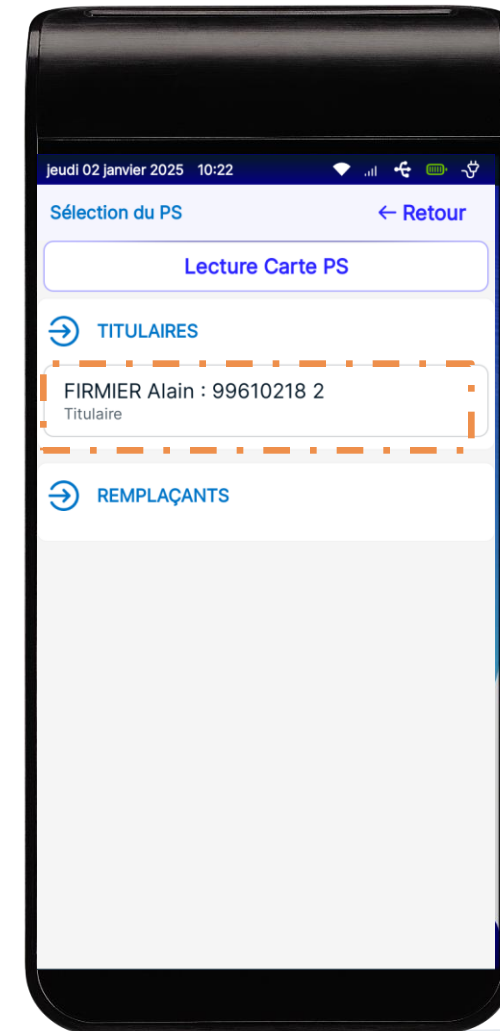 jeudi 02 janvier 2025 10:22
Sélection du PS
← Retour
Lecture Carte PS
TITULAIRES
FIRMIER Alain : 99610218 2
Titulaire
REMPLAÇANTS